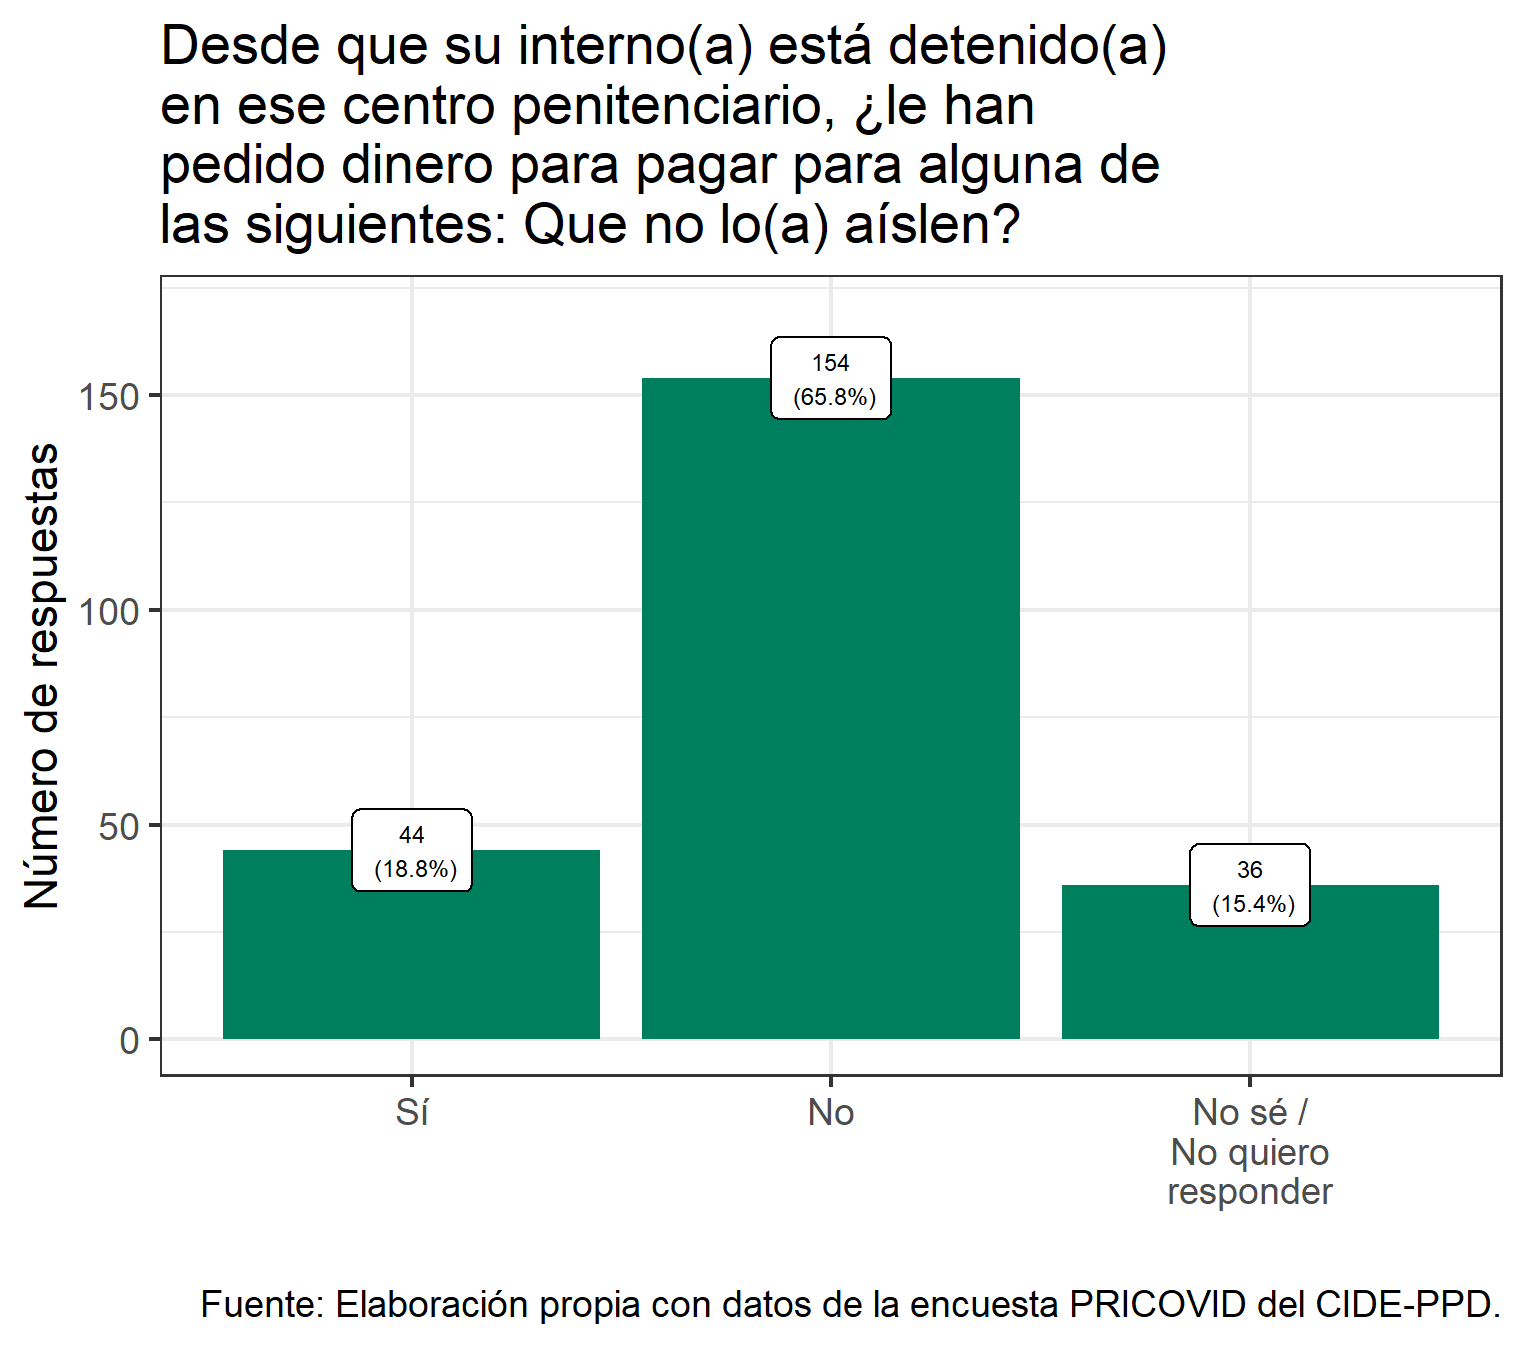 Desde que su interno(a) está detenido(a)
en ese centro penitenciario, ¿le han
pedido dinero para pagar para alguna de
las siguientes: Que no lo(a) aíslen?
Número de respuestas
150
100
50
0
154
(65.8%)
44
(18.8%)
36
(15.4%)
Sí
No
No sé /
No quiero
responder
Fuente: Elaboración propia con datos de la encuesta PRICOVID del CIDE-PPD.